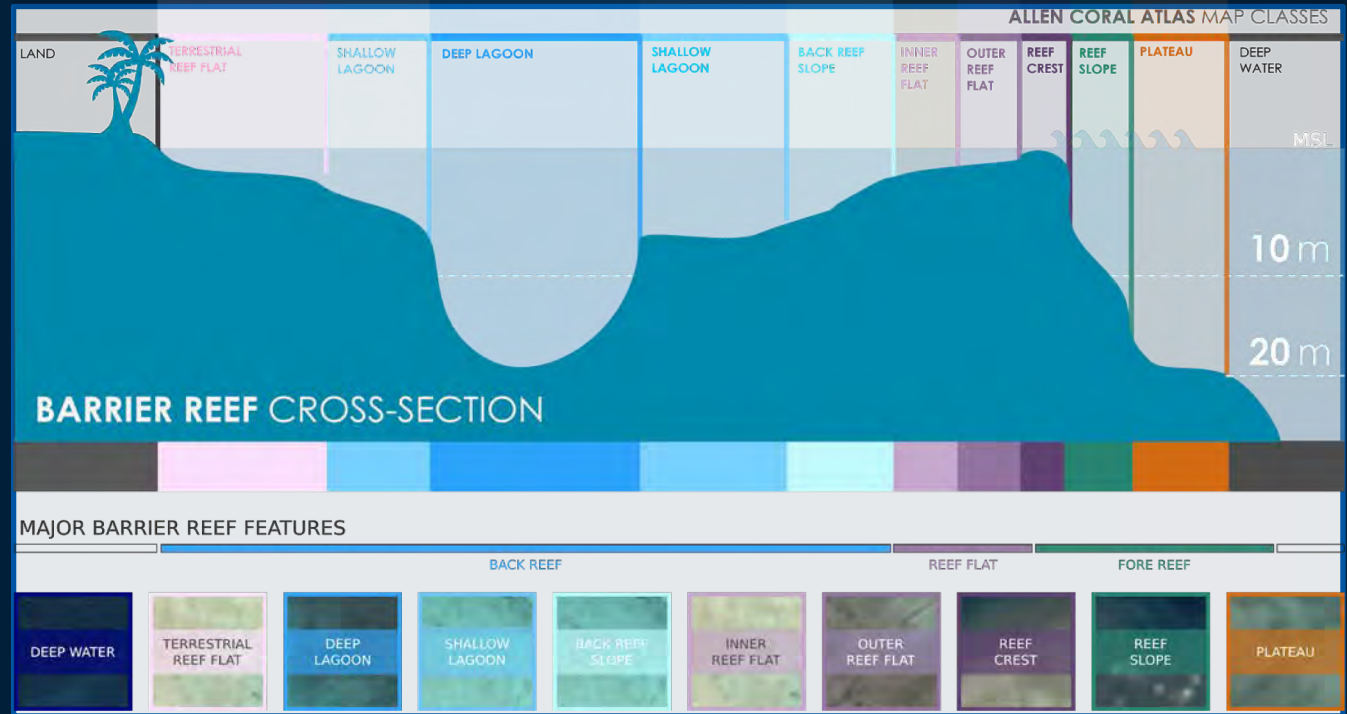 ALLEN CORAL ATLAS MAP CLASSES
LAND
TERRESTRIAL
REEF FLAT
SHALLOW
LAGOON
DEEP LAGOON
SHALLOW
LAGOON
BACK REEF
SLOPE
INNER
REEF
FLAT
OUTER
REEF
FLAT
REEF
CREST
REEF
SLOPE
PLATEAU
DEEP
WATER
MSL
10 m
20 m
BARRIER REEF CROSS-SECTION
MAJOR BARRIER REEF FEATURES
BACK REEF
REEF FLAT
FORE REEF
DEEP WATER
TERRESTRIAL
REEF FLAT
DEEP
LAGOON
SHALLOW
LAGOON
BACK REEF
SLOPE
INNER
REEF FLAT
OUTER
REEF FLAT
REEF
CREST
REEF
SLOPE
PLATEAU